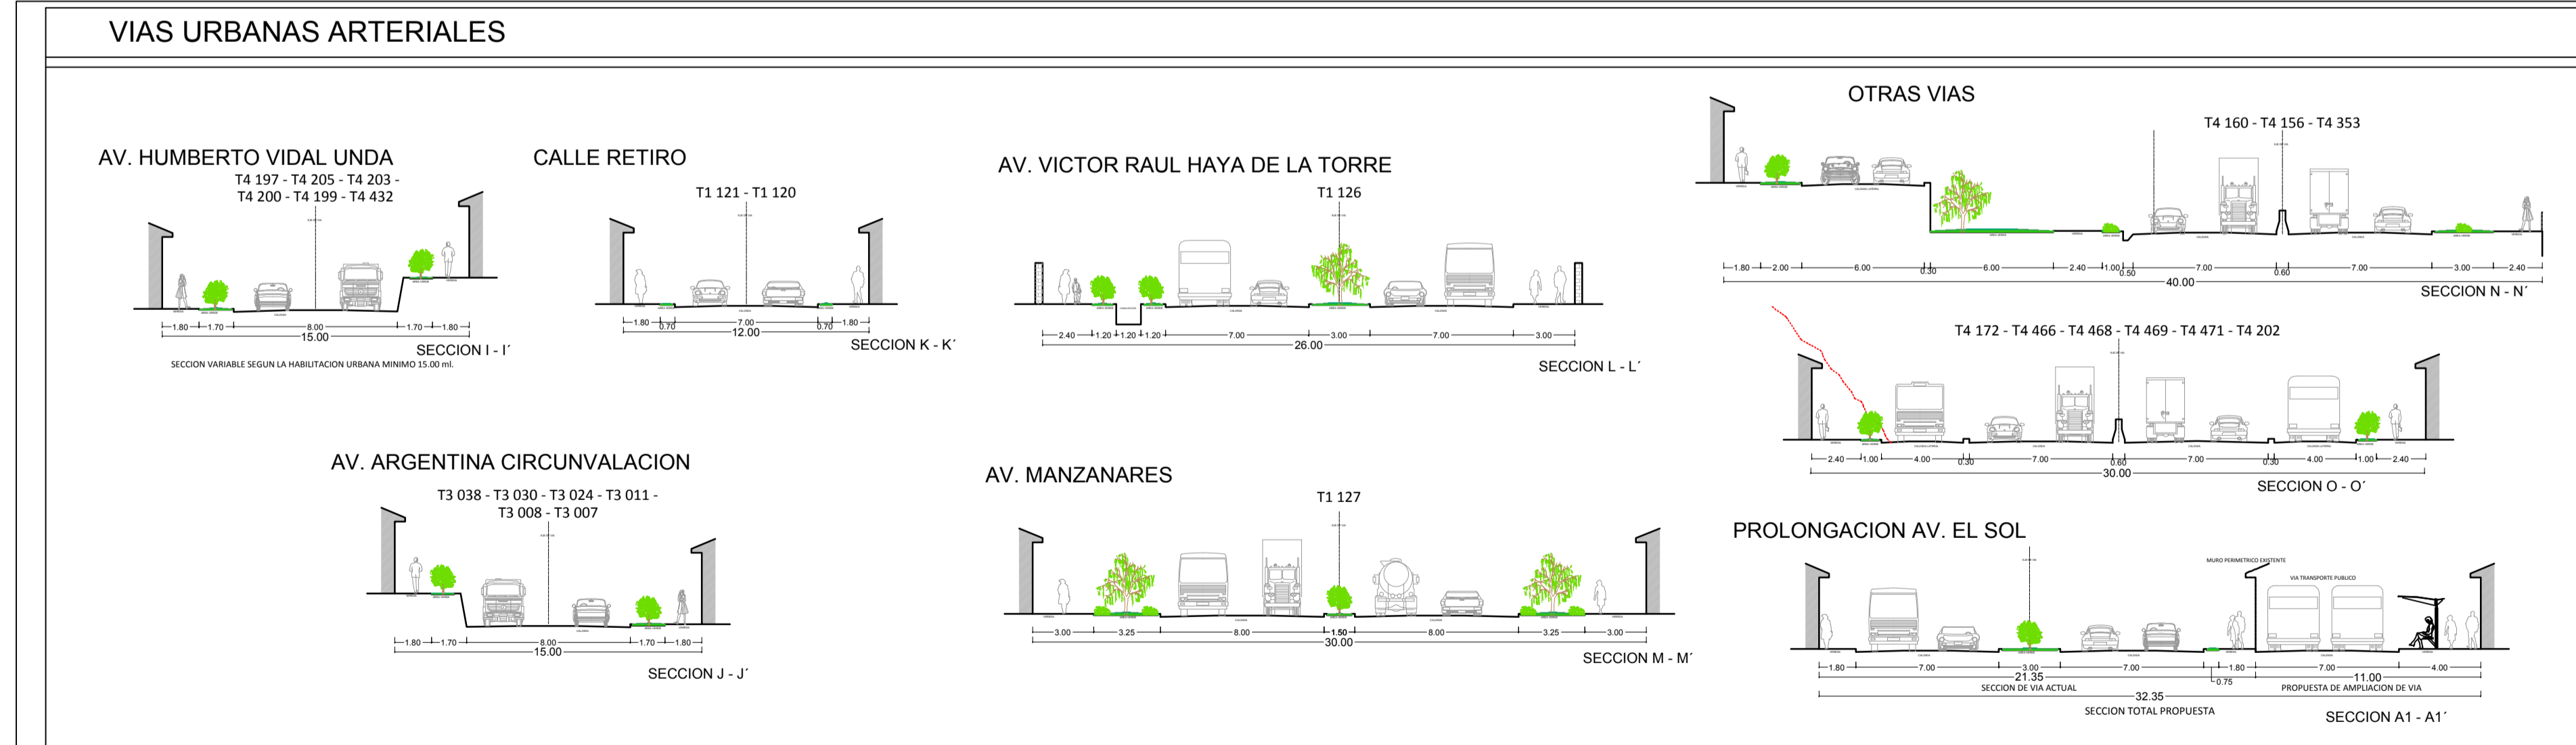 VIAS URBANAS ARTERIALES
AV. HUMBERTO VIDAL UNDA
T4 197 - T4 205 - T4 203 -
T4 200 - T4 199 - T4 432
1.80 1.70 8.00 1.70 1.80
15.00
SECCION I - I´
SECCION VARIABLE SEGUN LA HABILITACION URBANA MINIMO 15.00 ml.
CALLE RETIRO
T1 121 - T1 120
1.80 0.70 7.00 0.70 1.80
12.00
SECCION K - K´
AV. VICTOR RAUL HAYA DE LA TORRE
T1 126
2.40 1.20 1.20 1.20 7.00 3.00 7.00 3.00
26.00
SECCION L - L´
OTRAS VIAS
T4 160 - T4 156 - T4 353
1.80 2.00 6.00 0.30 6.00 2.40 1.00 0.50 7.00 0.60 7.00 3.00 2.40
40.00
SECCION N - N´
T4 172 - T4 466 - T4 468 - T4 469 - T4 471 - T4 202
2.40 1.00 4.00 0.30 7.00 0.60 7.00 0.30 4.00 1.00 2.40
30.00
SECCION O - O´
AV. ARGENTINA CIRCUNVALACION
T3 038 - T3 030 - T3 024 - T3 011 -
T3 008 - T3 007
1.80 1.70 8.00 1.70 1.80
15.00
SECCION J - J´
AV. MANZANARES
T1 127
3.00 3.25 8.00 1.50 8.00 3.25 3.00
30.00
SECCION M - M´
PROLONGACION AV. EL SOL
MURO PERIMETRICO EXISTENTE
VIA TRANSPORTE PUBLICO
1.80 7.00 3.00 7.00 0.75 1.80 7.00 4.00
21.35 11.00
SECCION DE VIA ACTUAL PROPUESTA DE AMPLIACION DE VIA
32.35
SECCION TOTAL PROPUESTA
SECCION A1 - A1´